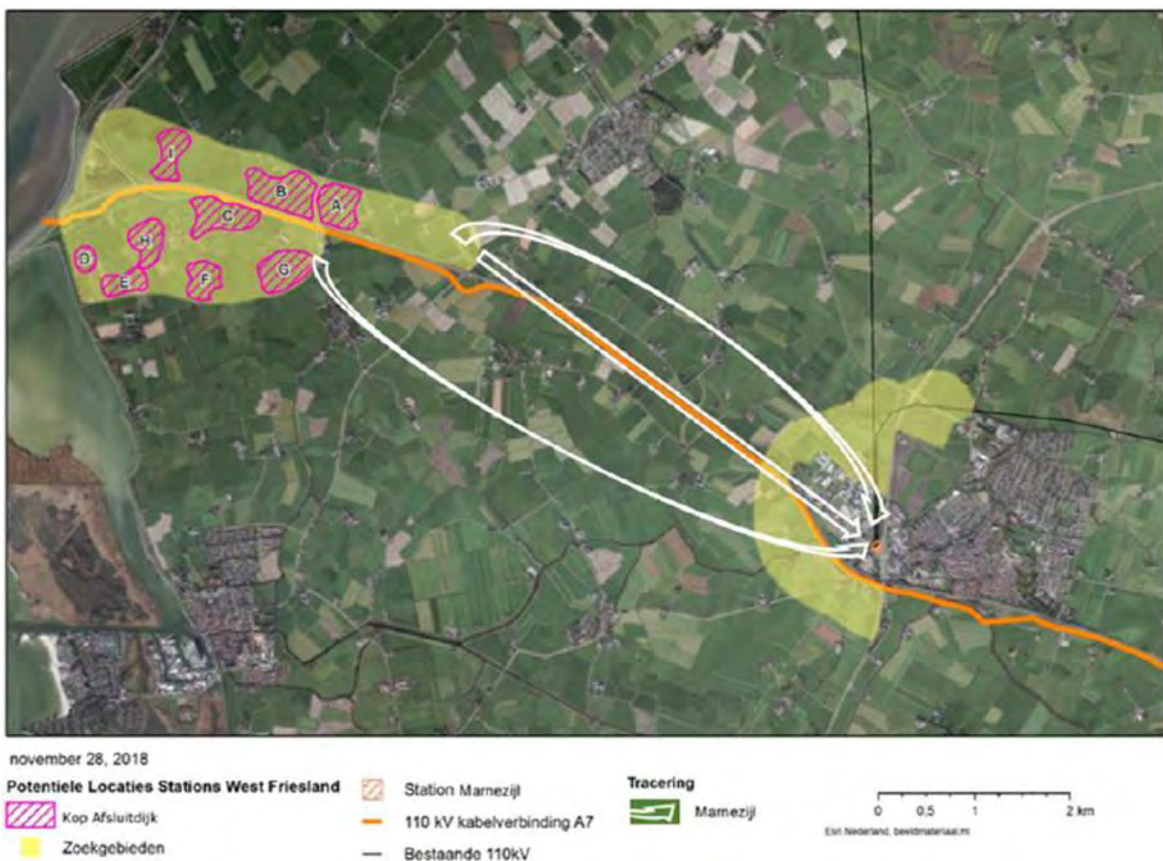 I
B
A
C
H
D
E
F
G
november 28, 2018
Potentiele Locaties Stations West Friesland
Kop Afsluitdijk
Zoekgebieden
Station Marnezijl
110 kV kabelverbinding A7
Bestaande 110kV
Tracering
Marnezijl
0 0,5 1 2 km
Esri Nederland, beeldmateriaal.nl